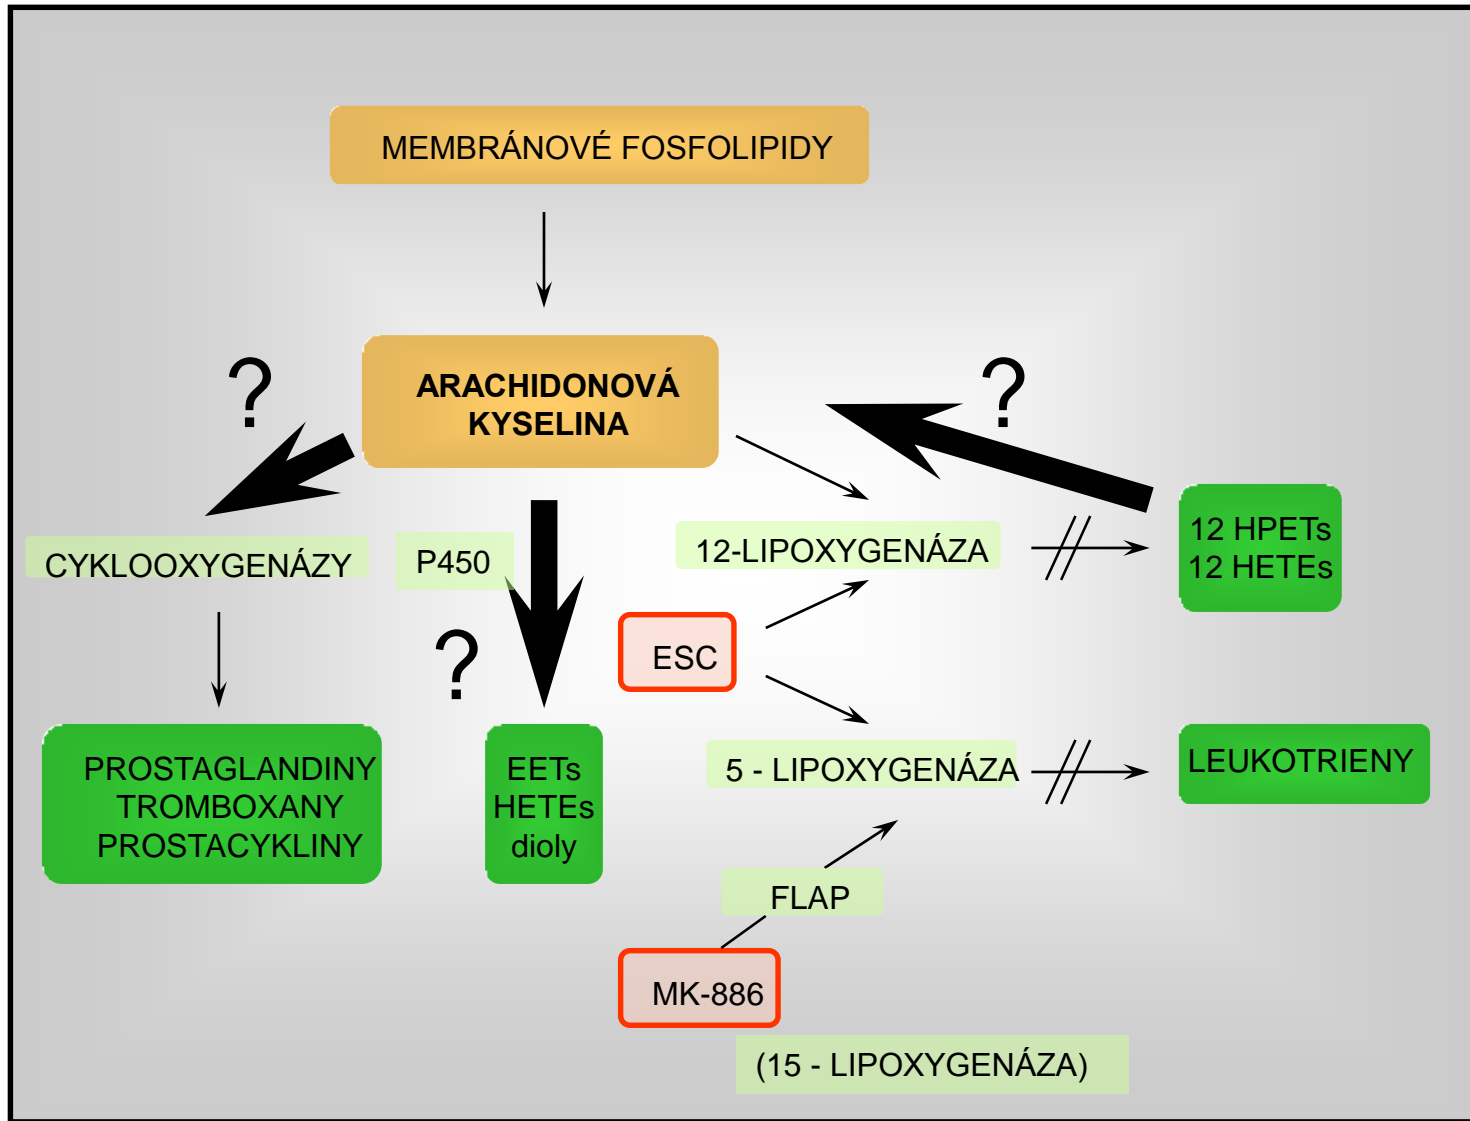 MEMBRÁNOVÉ FOSFOLIPIDY
?
ARACHIDONOVÁ
KYSELINA
?
CYKLOOXYGENÁZY
P450
12-LIPOXYGENÁZA
12 HPETs
12 HETEs
?
ESC
PROSTAGLANDINY
TROMBOXANY
PROSTACYKLINY
EETs
HETEs
dioly
5 - LIPOXYGENÁZA
LEUKOTRIENY
FLAP
MK-886
(15 - LIPOXYGENÁZA)